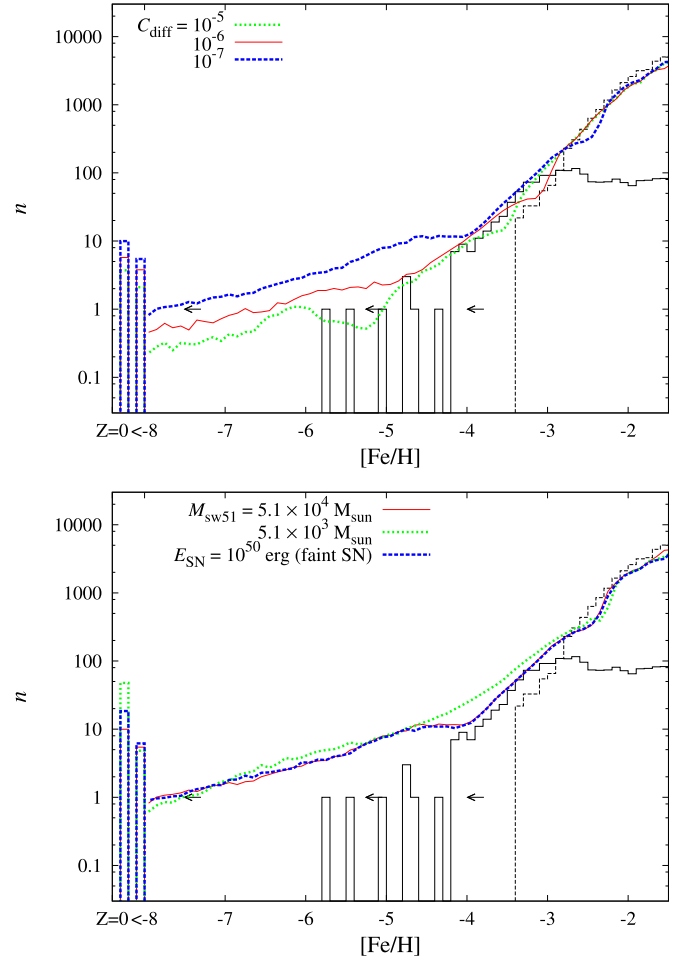 C_diff = 10^-5
10^-6
10^-7
10000
1000
100
10
1
0.1
n
Z=0 <-8 -7 -6 -5 -4 -3 -2
[Fe/H]
M_sw51 = 5.1 × 10^4 M_sun
5.1 × 10^3 M_sun
E_SN = 10^50 erg (faint SN)
10000
1000
100
10
1
0.1
n
Z=0 <-8 -7 -6 -5 -4 -3 -2
[Fe/H]